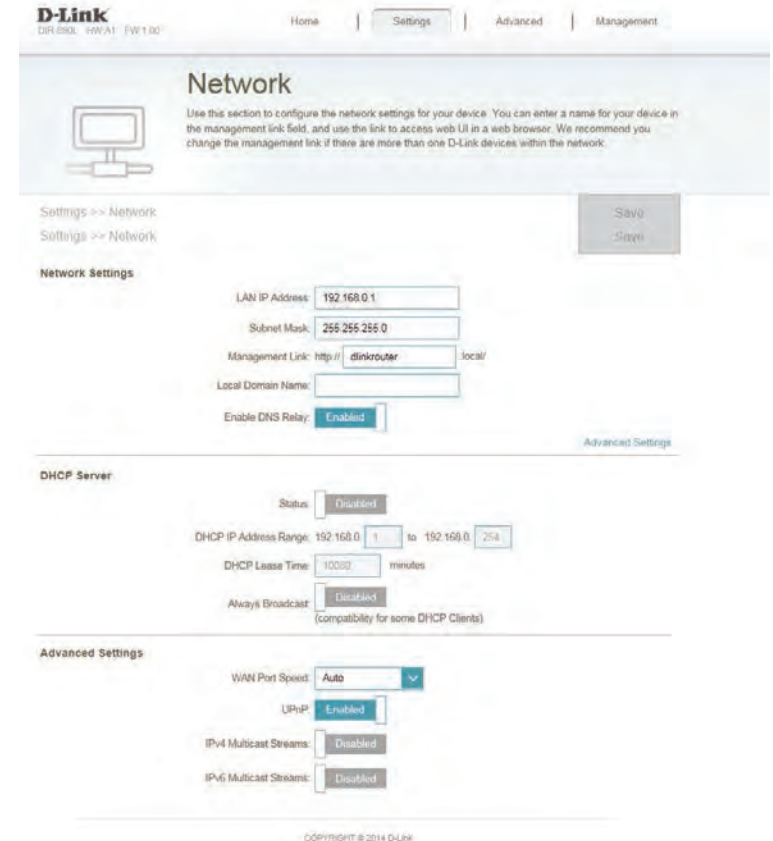 D-Link
DIR-890L HW:A1 FW:1.00
Home | Settings | Advanced | Management
Network
Use this section to configure the network settings for your device. You can enter a name for your device in
the management link field, and use the link to access web UI in a web browser. We recommend you
change the management link if there are more than one D-Link devices within the network.
Settings >> Network
Save
Settings >> Network
Save
Network Settings
LAN IP Address: 192.168.0.1
Subnet Mask: 255.255.255.0
Management Link: http:// dlinkrouter .local/
Local Domain Name:
Enable DNS Relay: Enabled
Advanced Settings
DHCP Server
Status: Disabled
DHCP IP Address Range: 192.168.0. 1 to 192.168.0. 254
DHCP Lease Time: 10080 minutes
Always Broadcast: Disabled
(compatibility for some DHCP Clients)
Advanced Settings
WAN Port Speed: Auto
UPnP: Enabled
IPv4 Multicast Streams: Disabled
IPv6 Multicast Streams: Disabled
COPYRIGHT © 2014 D-Link